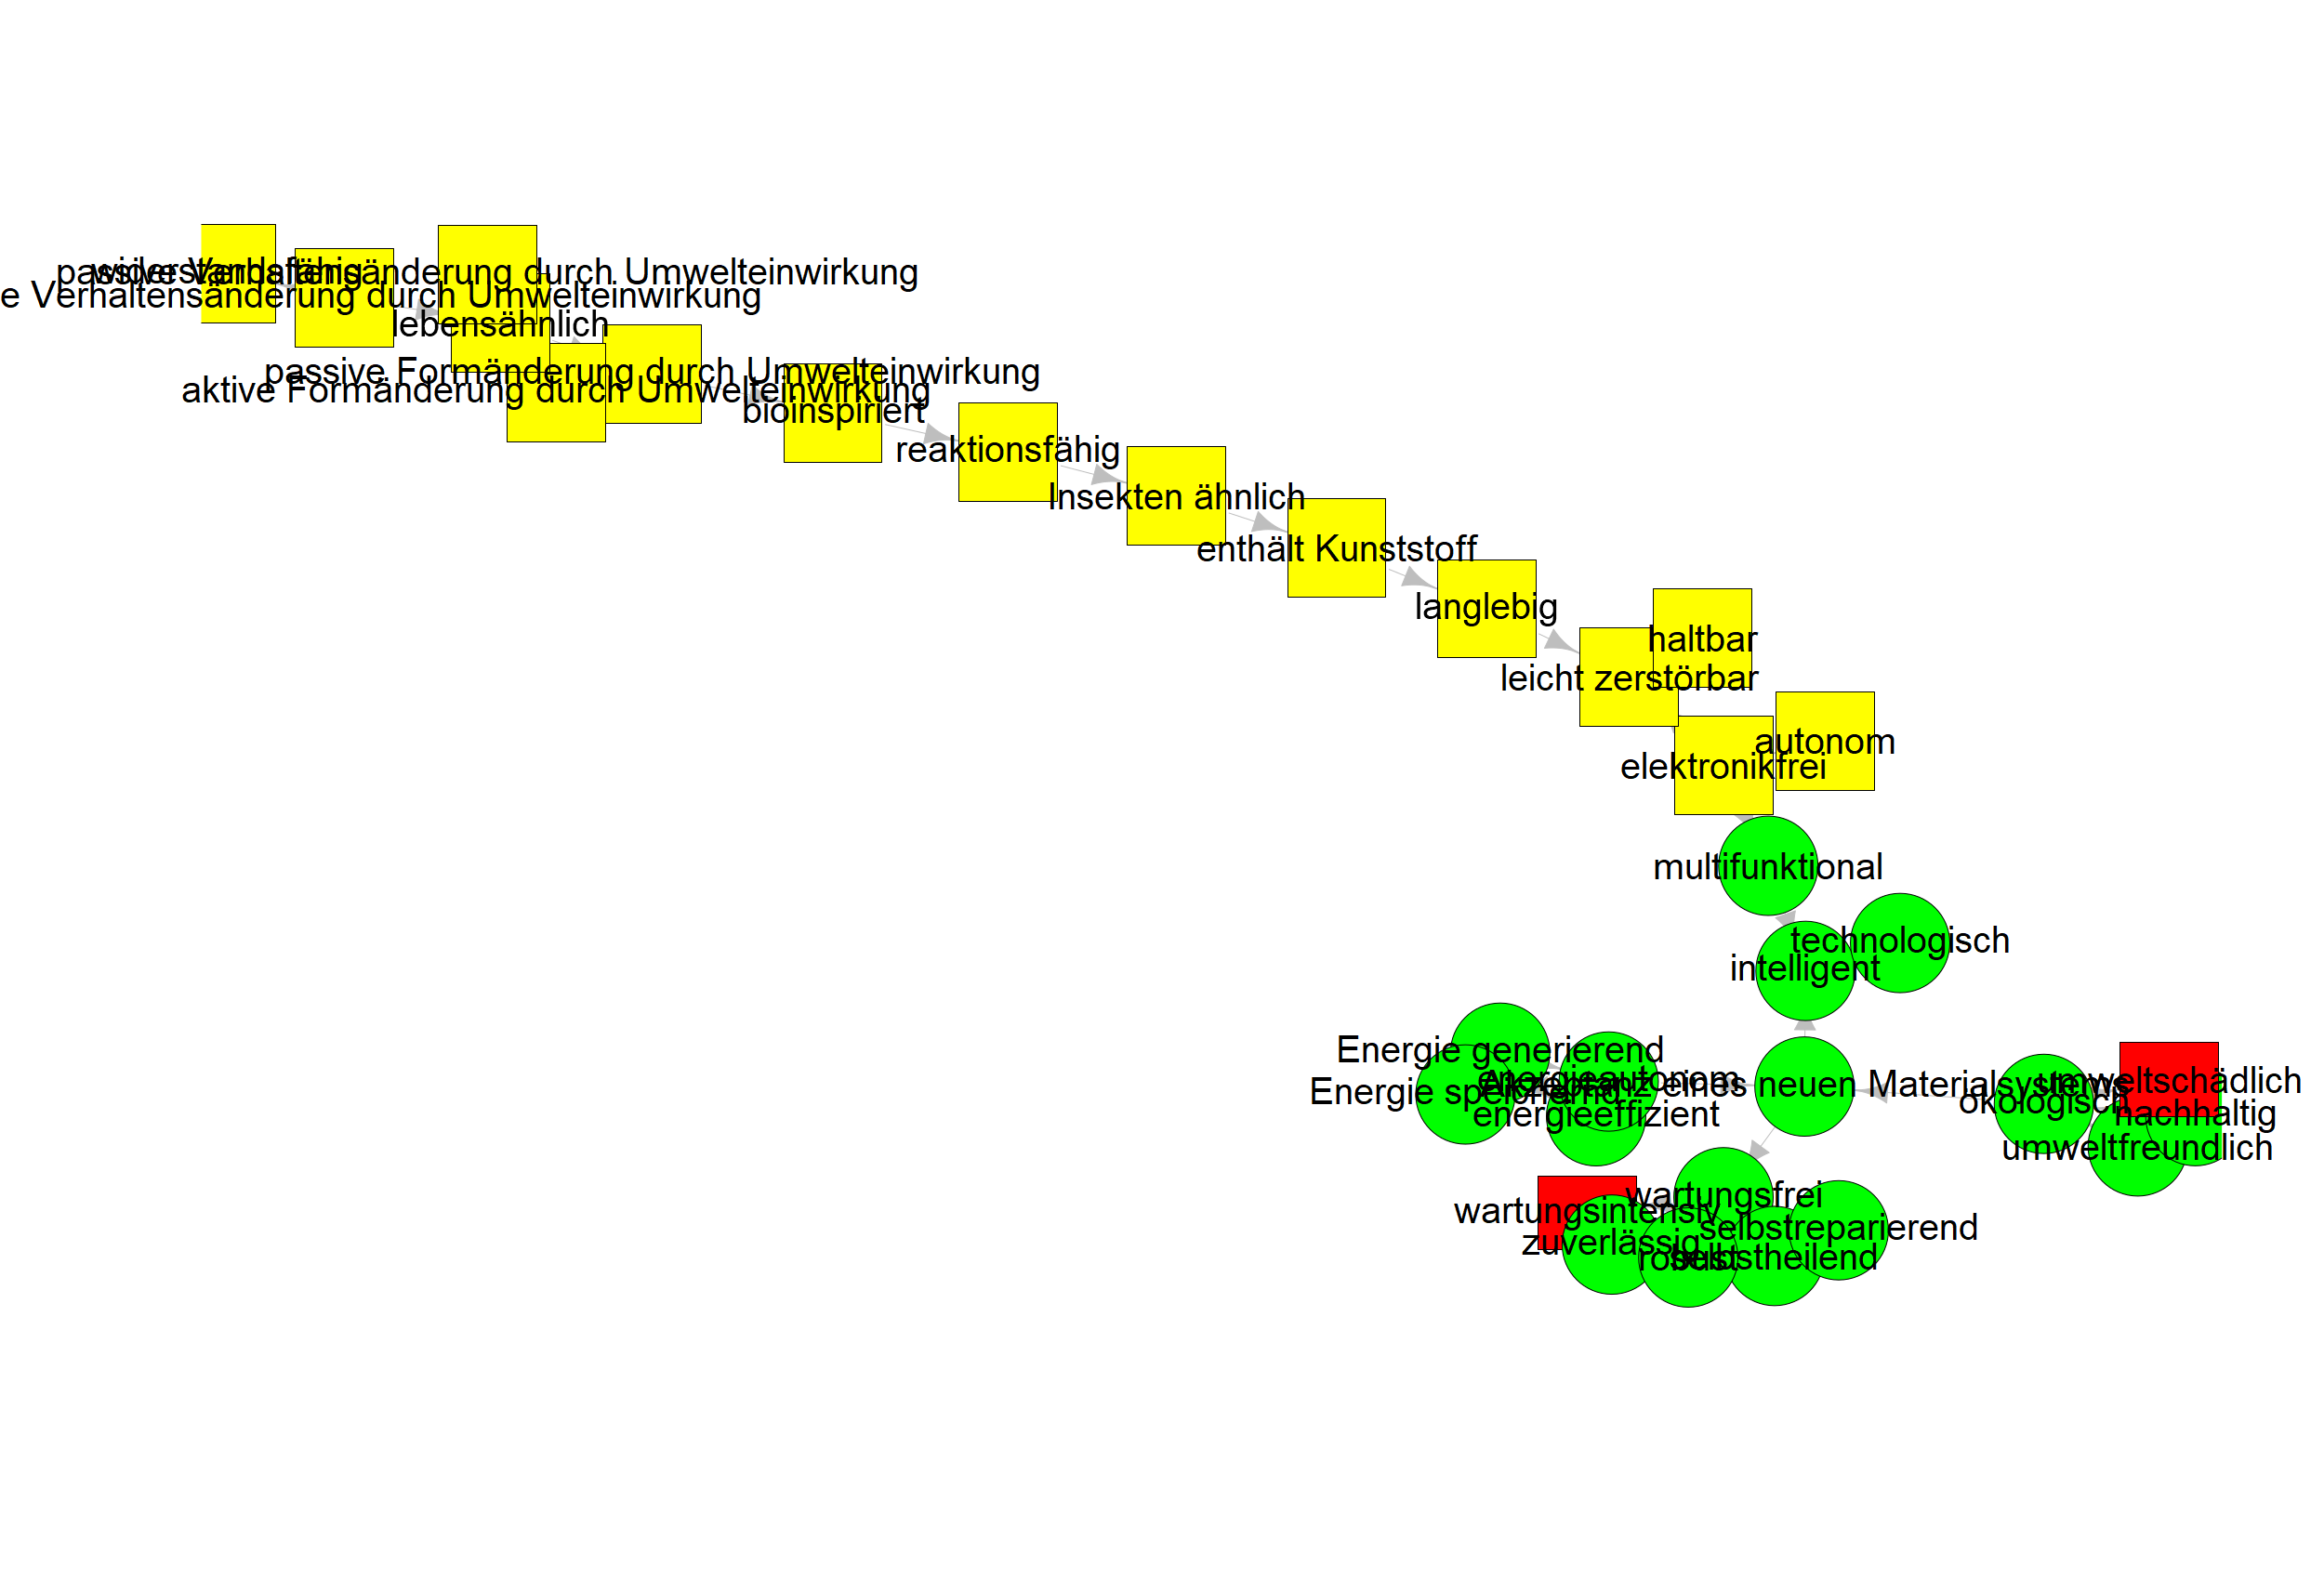 passive Verhaltensänderung durch Umwelteinwirkung
widerstandsfähig
e Verhaltensänderung durch Umwelteinwirkung
lebensähnlich
passive Formänderung durch Umwelteinwirkung
aktive Formänderung durch Umwelteinwirkung
bioinspiriert
reaktionsfähig
Insekten ähnlich
enthält Kunststoff
langlebig
haltbar
leicht zerstörbar
autonom
elektronikfrei
multifunktional
technologisch
intelligent
Energie generierend
energieautonom
Akzeptanz eines neuen Materialsystems
umweltschädlich
Energie speichernd
ökologisch
energieeffizient
nachhaltig
umweltfreundlich
wartungsfrei
wartungsintensiv
selbstreparierend
zuverlässig
robust
selbstheilend